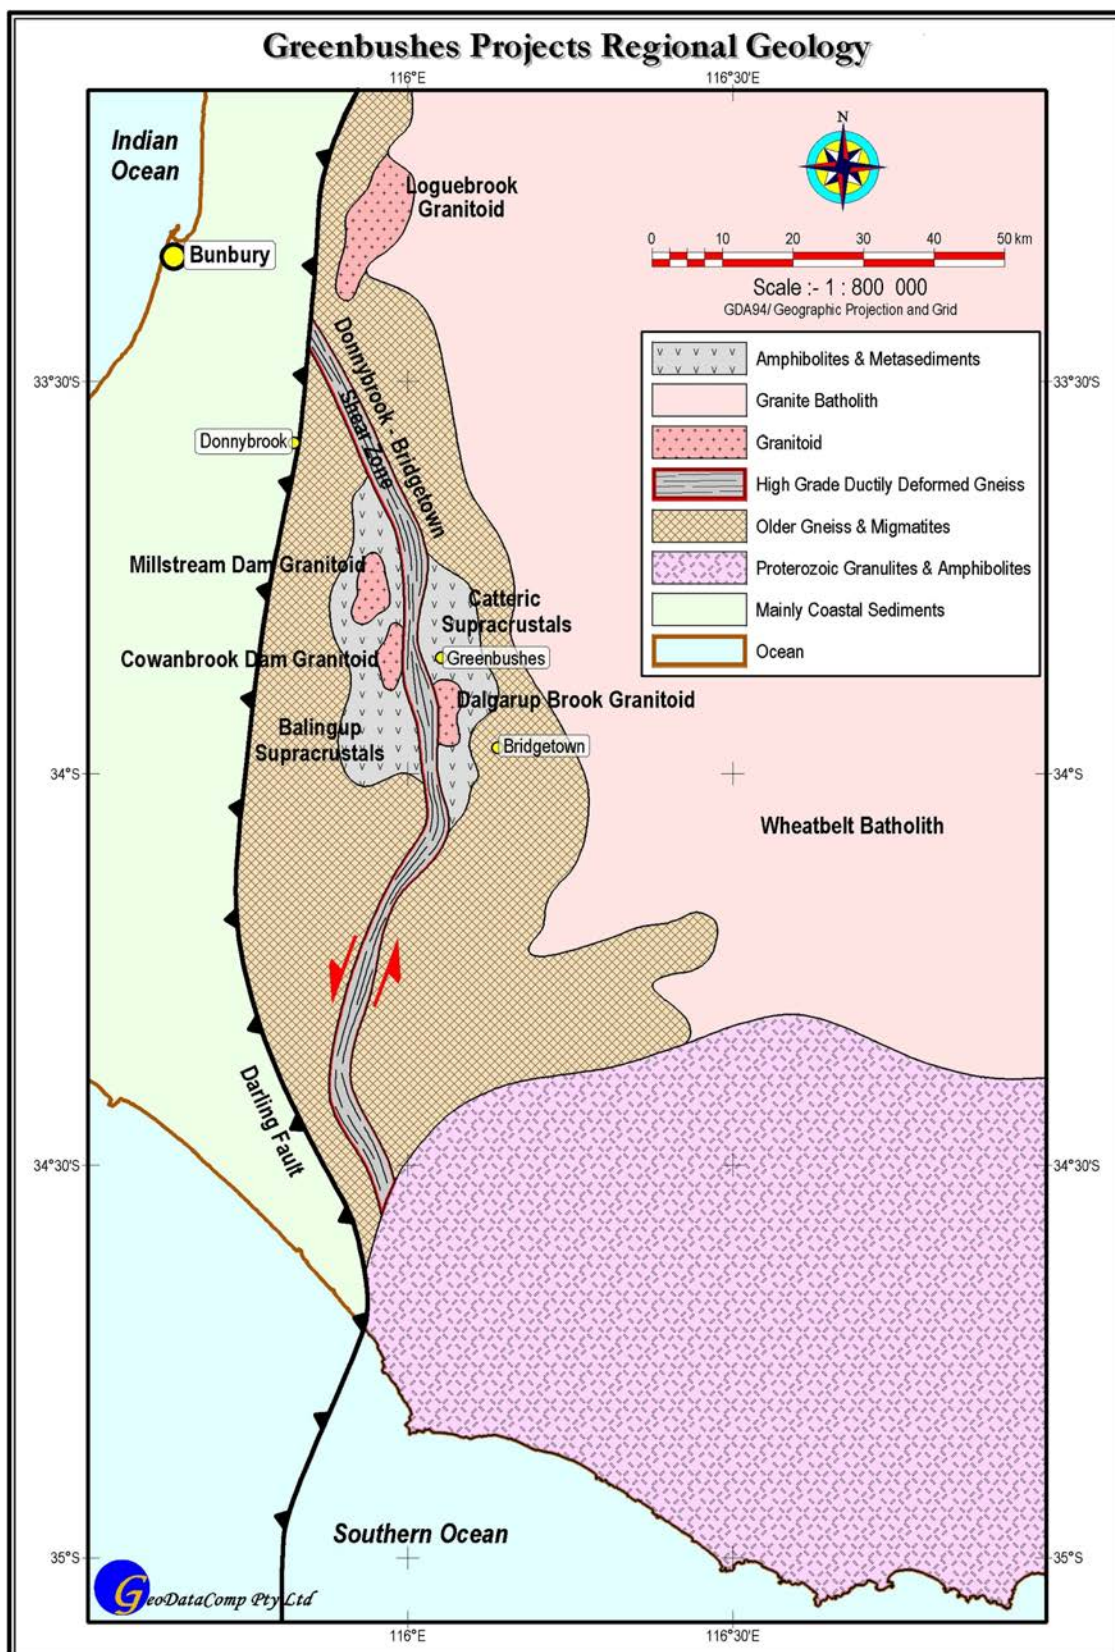 Greenbushes Projects Regional Geology
116°E
116°30'E
Indian
Ocean
N
Loguebrook
Granitoid
Bunbury
0 10 20 30 40 50 km
Scale :- 1 : 800 000
GDA94/ Geographic Projection and Grid
Donnybrook - Bridgetown
Shear Zone
33°30'S
33°30'S
Amphibolites & Metasediments
Granite Batholith
Granitoid
High Grade Ductily Deformed Gneiss
Older Gneiss & Migmatites
Proterozoic Granulites & Amphibolites
Mainly Coastal Sediments
Ocean
Donnybrook
Millstream Dam Granitoid
Catteric
Supracrustals
Cowanbrook Dam Granitoid
Greenbushes
Dalgarup Brook Granitoid
Balingup
Supracrustals
Bridgetown
34°S
34°S
Wheatbelt Batholith
Darling Fault
34°30'S
34°30'S
Southern Ocean
35°S
35°S
GeoDataComp Pty Ltd
116°E
116°30'E